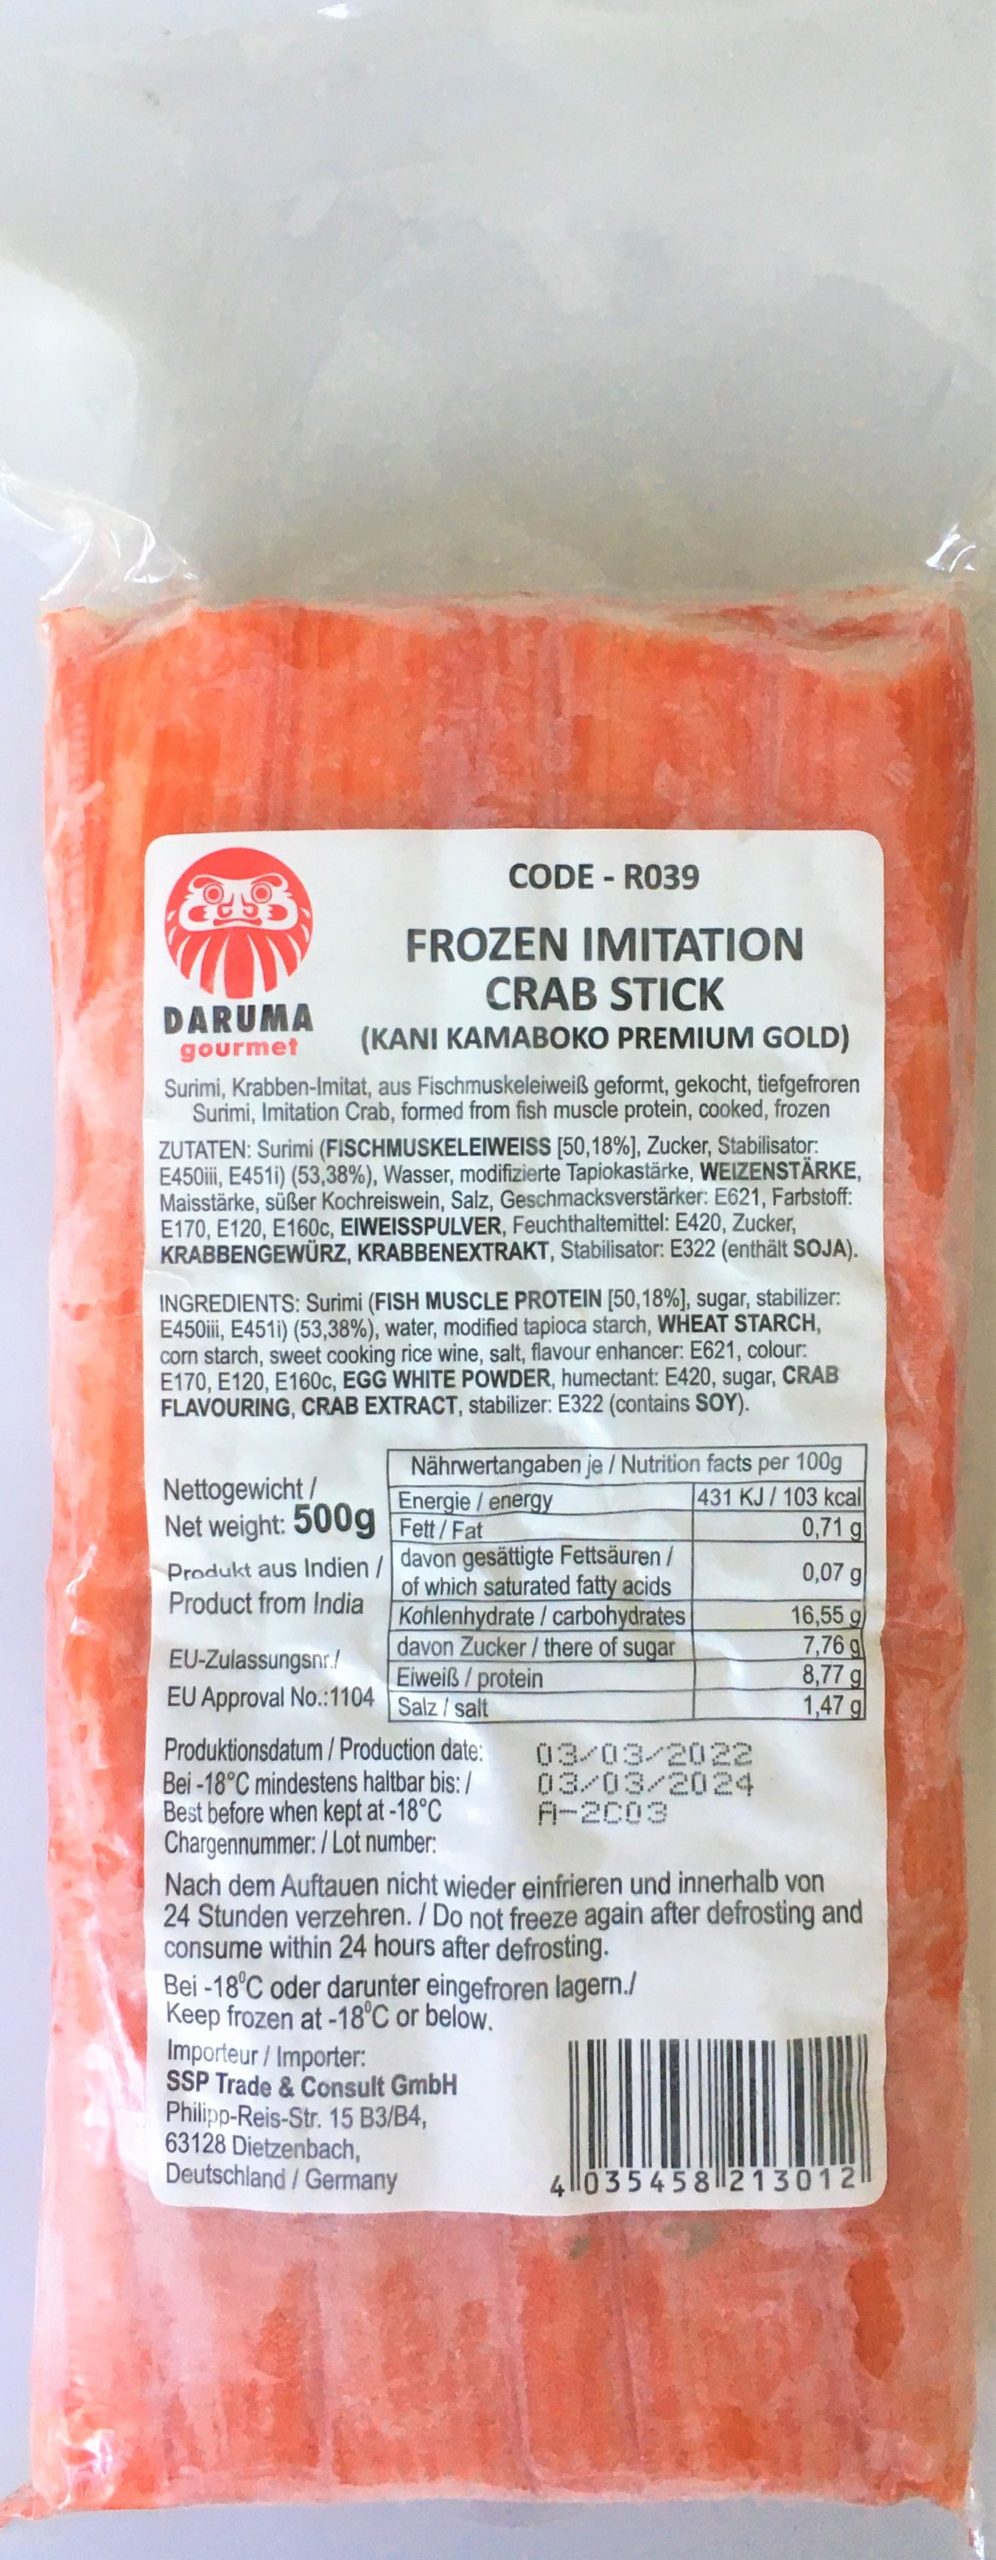 CODE - R039
FROZEN IMITATION
CRAB STICK
(KANI KAMABOKO PREMIUM GOLD)
DARUMA
gourmet
Surimi, Krabben-Imitat, aus Fischmuskeleiweiß geformt, gekocht, tiefgefroren
Surimi, Imitation Crab, formed from fish muscle protein, cooked, frozen
ZUTATEN: Surimi (FISCHMUSKELEIWEISS [50,18%], Zucker, Stabilisator:
E450iii, E451i) (53,38%), Wasser, modifizierte Tapiokastärke, WEIZENSTÄRKE,
Maisstärke, süßer Kochreiswein, Salz, Geschmacksverstärker: E621, Farbstoff:
E170, E120, E160c, EIWEISSPULVER, Feuchthaltemittel: E420, Zucker,
KRABBENGEWÜRZ, KRABBENEXTRAKT, Stabilisator: E322 (enthält SOJA).
INGREDIENTS: Surimi (FISH MUSCLE PROTEIN [50,18%], sugar, stabilizer:
E450iii, E451i) (53,38%), water, modified tapioca starch, WHEAT STARCH,
corn starch, sweet cooking rice wine, salt, flavour enhancer: E621, colour:
E170, E120, E160c, EGG WHITE POWDER, humectant: E420, sugar, CRAB
FLAVOURING, CRAB EXTRACT, stabilizer: E322 (contains SOY).
Nettogewicht /
Net weight: 500g
Produkt aus Indien /
Product from India
EU-Zulassungsnr./
EU Approval No.:1104
Nährwertangaben je / Nutrition facts per 100g
Energie / energy 431 KJ / 103 kcal
Fett / Fat 0,71 g
davon gesättigte Fettsäuren /
of which saturated fatty acids 0,07 g
Kohlenhydrate / carbohydrates 16,55 g
davon Zucker / there of sugar 7,76 g
Eiweiß / protein 8,77 g
Salz / salt 1,47 g
Produktionsdatum / Production date: 03/03/2022
Bei -18°C mindestens haltbar bis: / 03/03/2024
Best before when kept at -18°C A-2C03
Chargennummer: / Lot number:
Nach dem Auftauen nicht wieder einfrieren und innerhalb von
24 Stunden verzehren. / Do not freeze again after defrosting and
consume within 24 hours after defrosting.
Bei -18°C oder darunter eingefroren lagern./
Keep frozen at -18°C or below.
Importeur / Importer:
SSP Trade & Consult GmbH
Philipp-Reis-Str. 15 B3/B4,
63128 Dietzenbach,
Deutschland / Germany
4 035458 213012